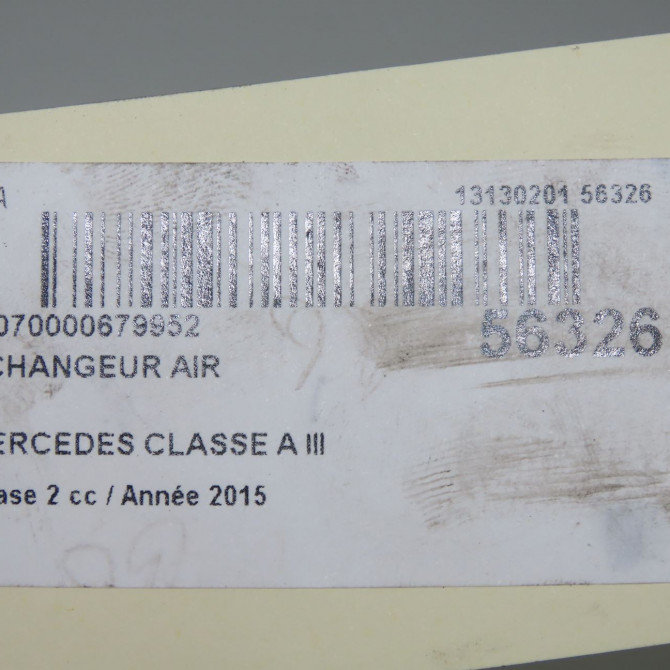 A 13130201 56326
070000679952 56326
CHANGEUR AIR
ERCEDES CLASSE A III
ase 2 cc / Année 2015